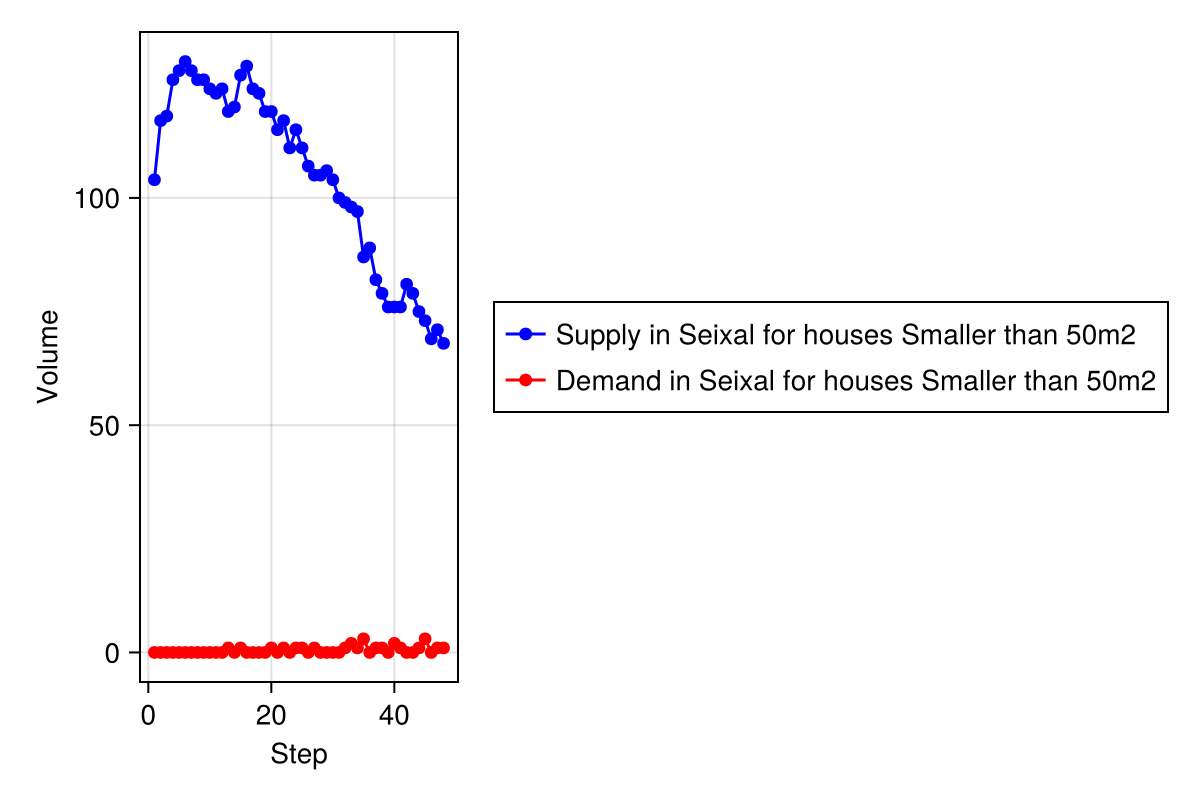 Volume
100
50
0
0 20 40
Step
Supply in Seixal for houses Smaller than 50m2
Demand in Seixal for houses Smaller than 50m2